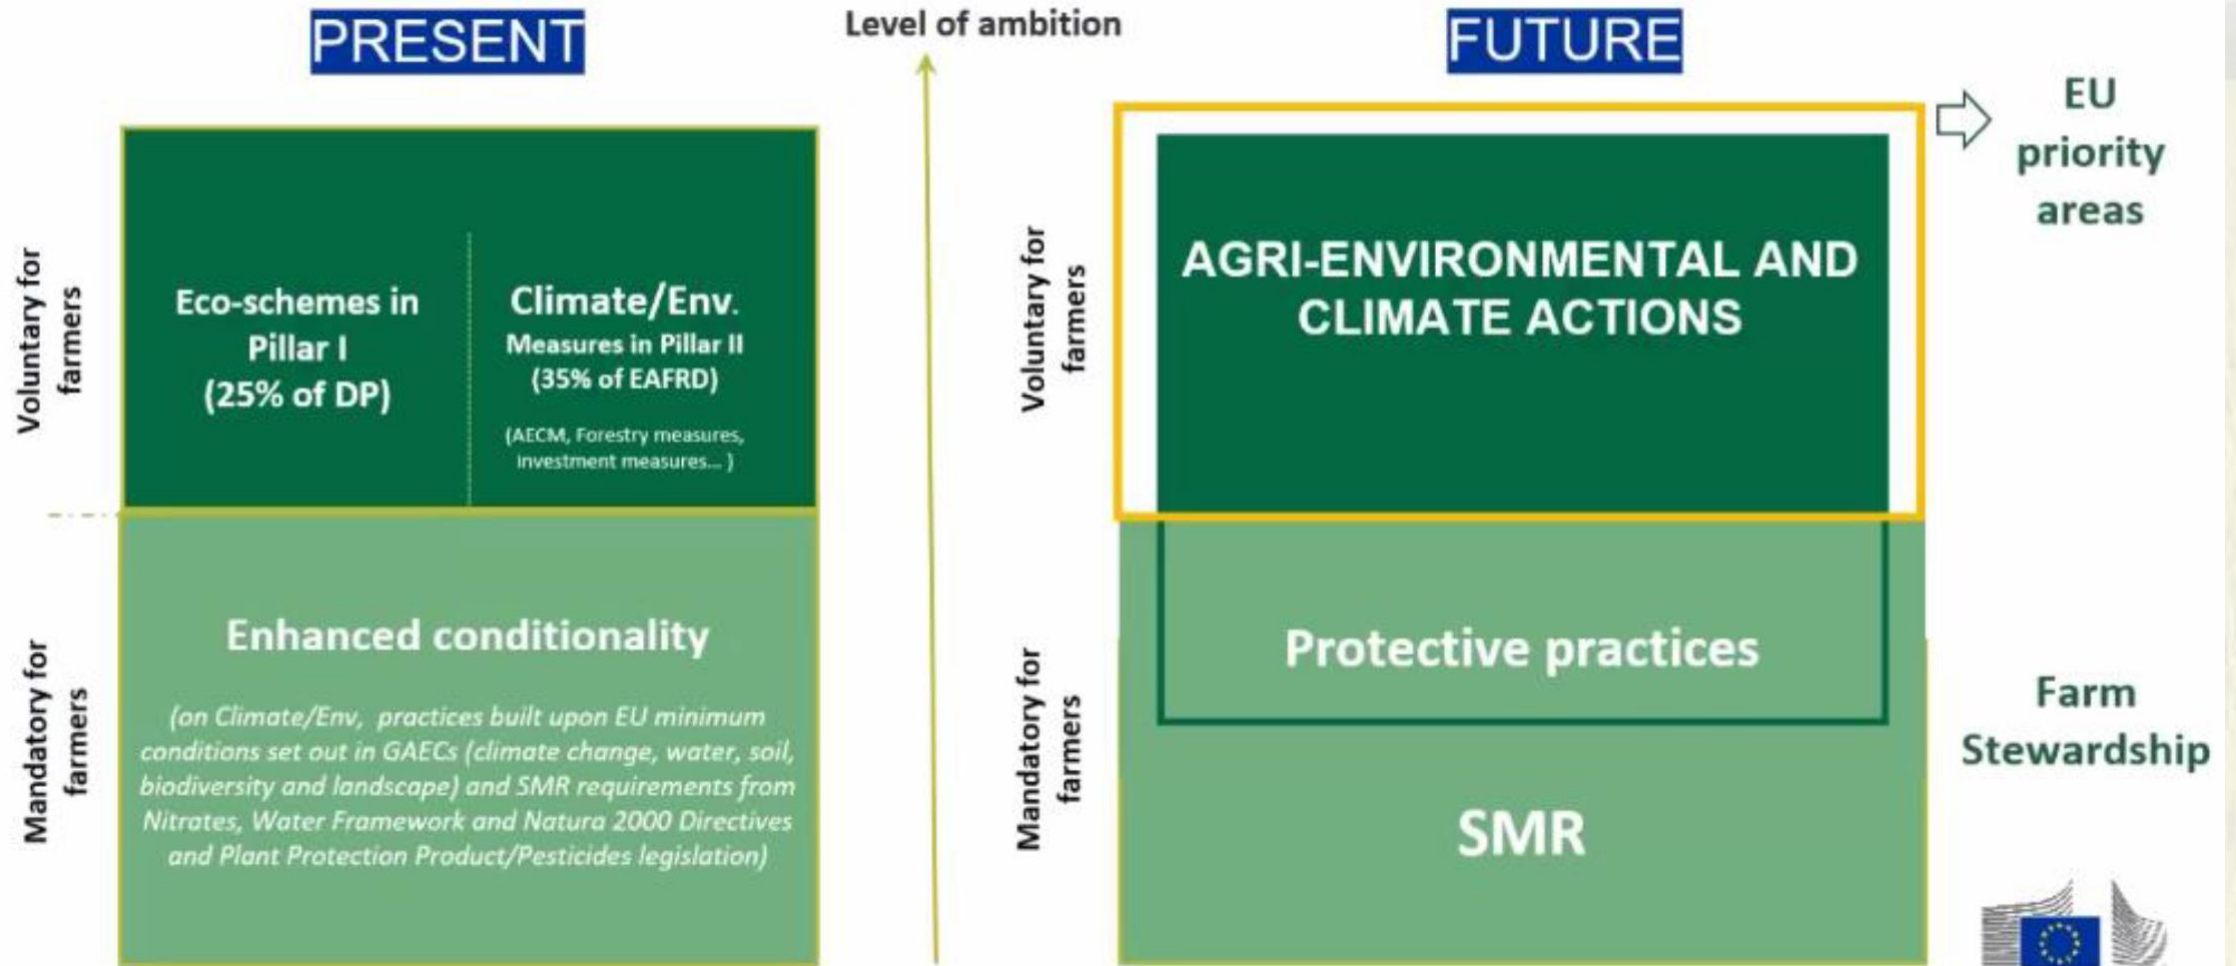 PRESENT
Level of ambition
FUTURE
EU
priority
areas
Voluntary for
farmers
Eco-schemes in
Pillar I
(25% of DP)
Climate/Env.
Measures in Pillar II
(35% of EAFRD)
(AECM, Forestry measures,
investment measures... )
Voluntary for
farmers
AGRI-ENVIRONMENTAL AND
CLIMATE ACTIONS
Mandatory for
farmers
Enhanced conditionality
(on Climate/Env, practices built upon EU minimum
conditions set out in GAECs (climate change, water, soil,
biodiversity and landscape) and SMR requirements from
Nitrates, Water Framework and Natura 2000 Directives
and Plant Protection Product/Pesticides legislation)
Mandatory for
farmers
Protective practices
SMR
Farm
Stewardship